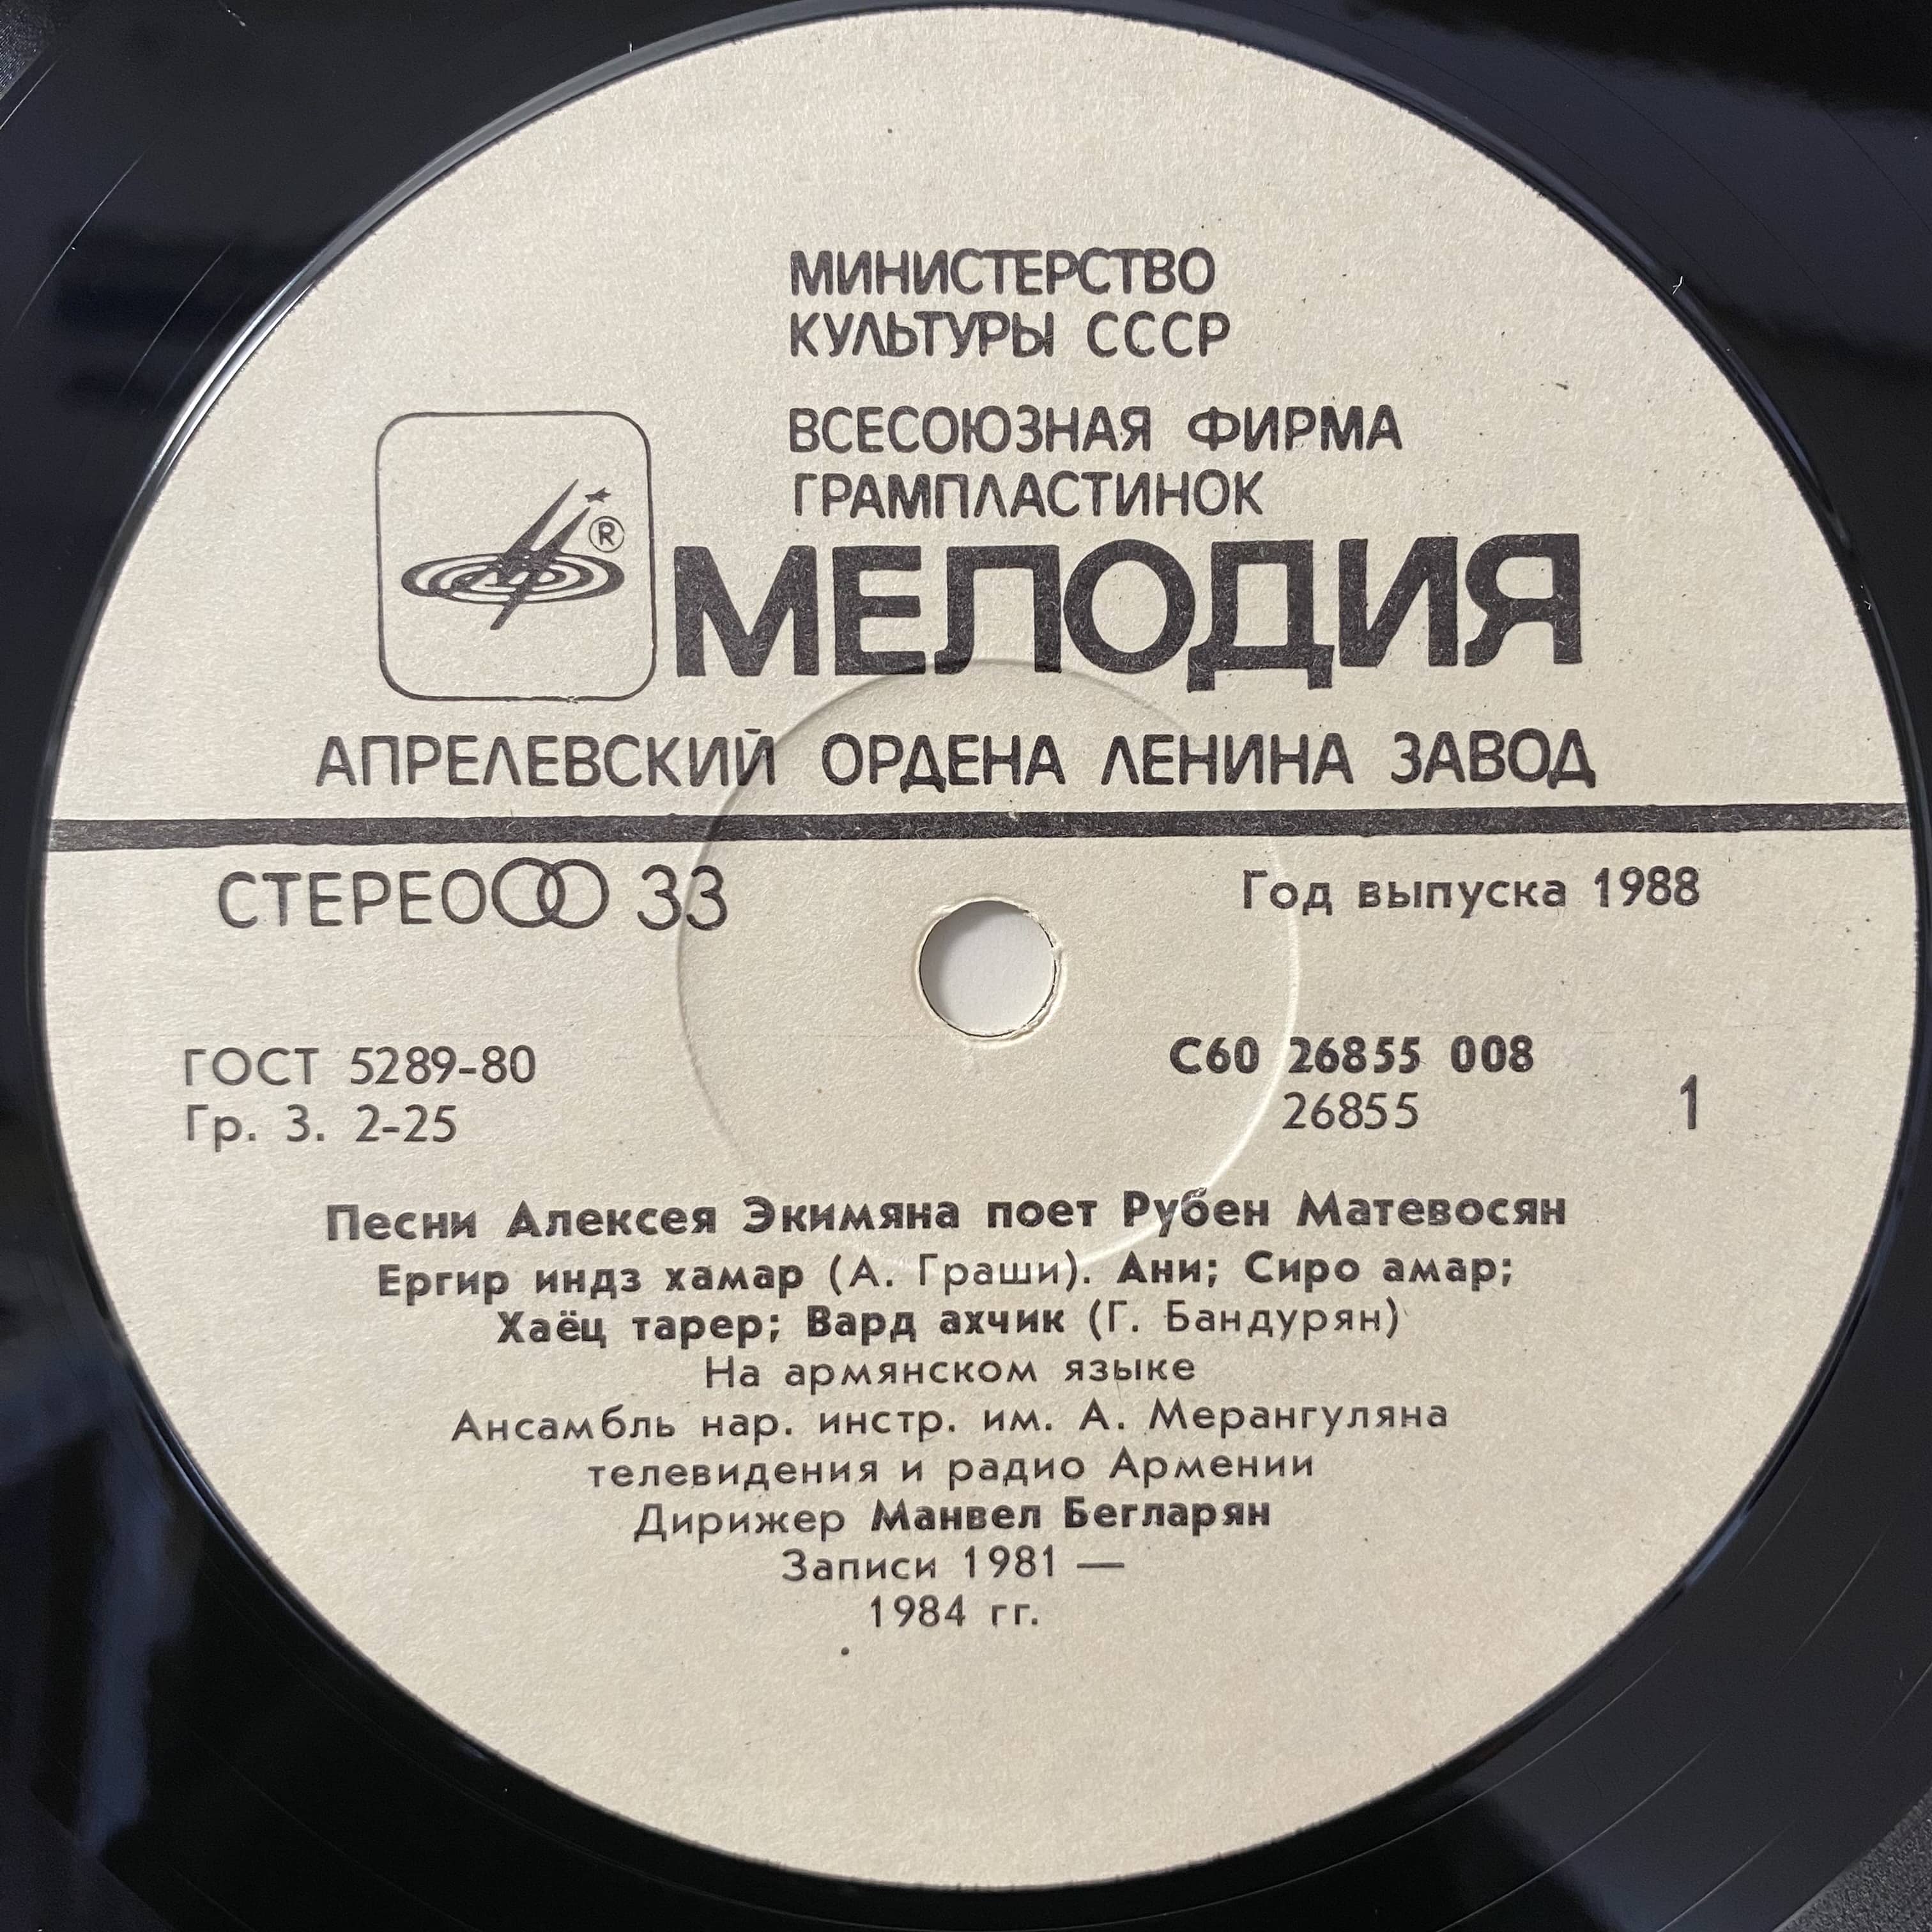 МИНИСТЕРСТВО
КУЛЬТУРЫ СССР
ВСЕСОЮЗНАЯ ФИРМА
ГРАМПЛАСТИНОК
®
МЕЛОДИЯ
АПРЕЛЕВСКИЙ ОРДЕНА ЛЕНИНА ЗАВОД
СТЕРЕО 33
Год выпуска 1988
ГОСТ 5289-80
Гр. 3. 2-25
С60 26855 008
26855
1
Песни Алексея Экимяна поет Рубен Матевосян
Ергир индз хамар (А. Граши). Ани; Сиро амар;
Хаёц тарер; Вард ахчик (Г. Бандурян)
На армянском языке
Ансамбль нар. инстр. им. А. Мерангуляна
телевидения и радио Армении
Дирижер Манвел Бегларян
Записи 1981 —
1984 гг.